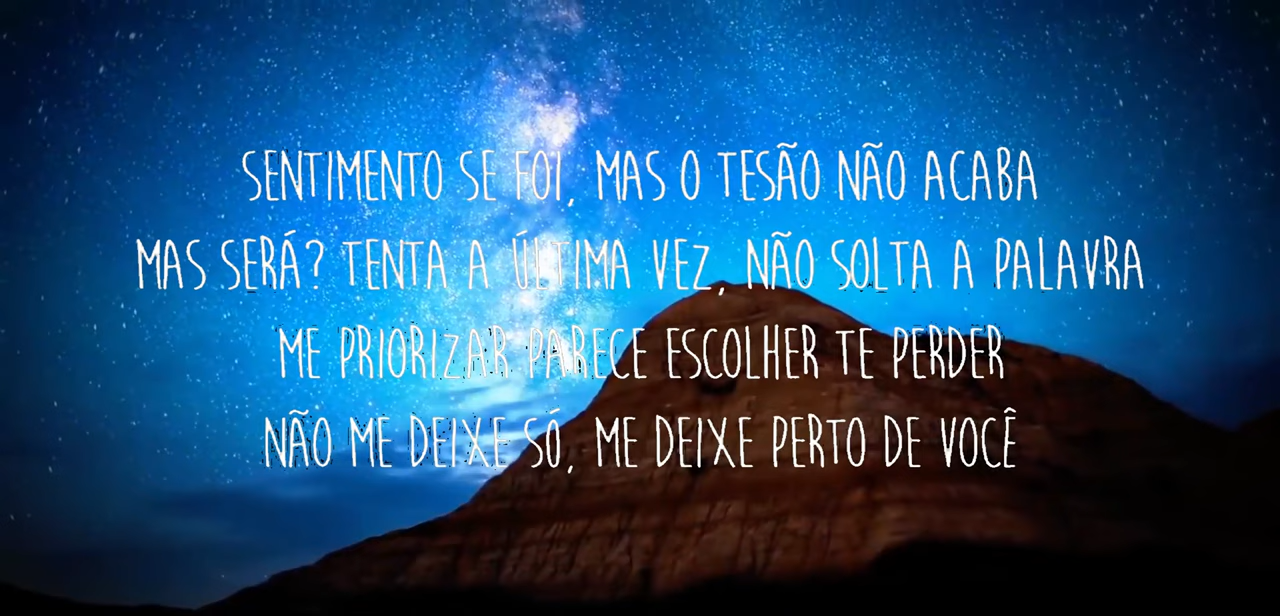 SENTIMENTO SE FOI, MAS O TESÃO NÃO ACABA
MAS SERÁ? TENTA A ÚLTIMA VEZ, NÃO SOLTA A PALAVRA
ME PRIORIZAR PARECE ESCOLHER TE PERDER
NÃO ME DEIXE SÓ, ME DEIXE PERTO DE VOCÊ